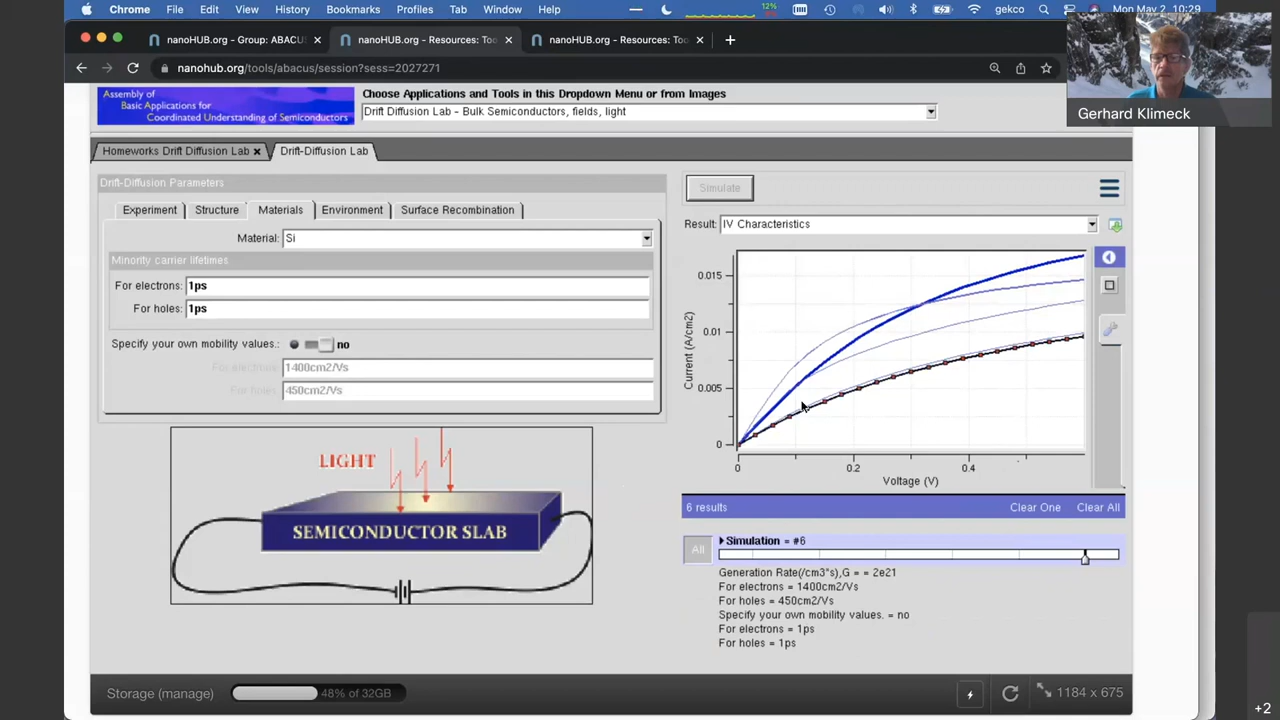 Chrome File Edit View History Bookmarks Profiles Tab Window Help 12% gekco Mon May 2 10:29
nanoHUB.org - Group: ABACU × nanoHUB.org - Resources: Too × nanoHUB.org - Resources: Too × +
nanohub.org/tools/abacus/session?sess=2027271
Gerhard Klimeck
Assembly of
Basic Applications for
Coordinated Understanding of Semiconductors
Choose Applications and Tools in this Dropdown Menu or from Images
Drift Diffusion Lab - Bulk Semiconductors, fields, light
Homeworks Drift Diffusion Lab × Drift-Diffusion Lab
Drift-Diffusion Parameters
Experiment Structure Materials Environment Surface Recombination
Material: Si
Minority carrier lifetimes
For electrons: 1ps
For holes: 1ps
Specify your own mobility values.: no
For electrons: 1400cm2/Vs
For holes: 450cm2/Vs
LIGHT
SEMICONDUCTOR SLAB
Simulate
Result: IV Characteristics
0.015
0.01
0.005
0
Current (A/cm2)
0 0.2 0.4
Voltage (V)
6 results Clear One Clear All
All
Simulation = #6
Generation Rate(/cm3*s),G = = 2e21
For electrons = 1400cm2/Vs
For holes = 450cm2/Vs
Specify your own mobility values. = no
For electrons = 1ps
For holes = 1ps
Storage (manage) 48% of 32GB 1184 x 675
+2